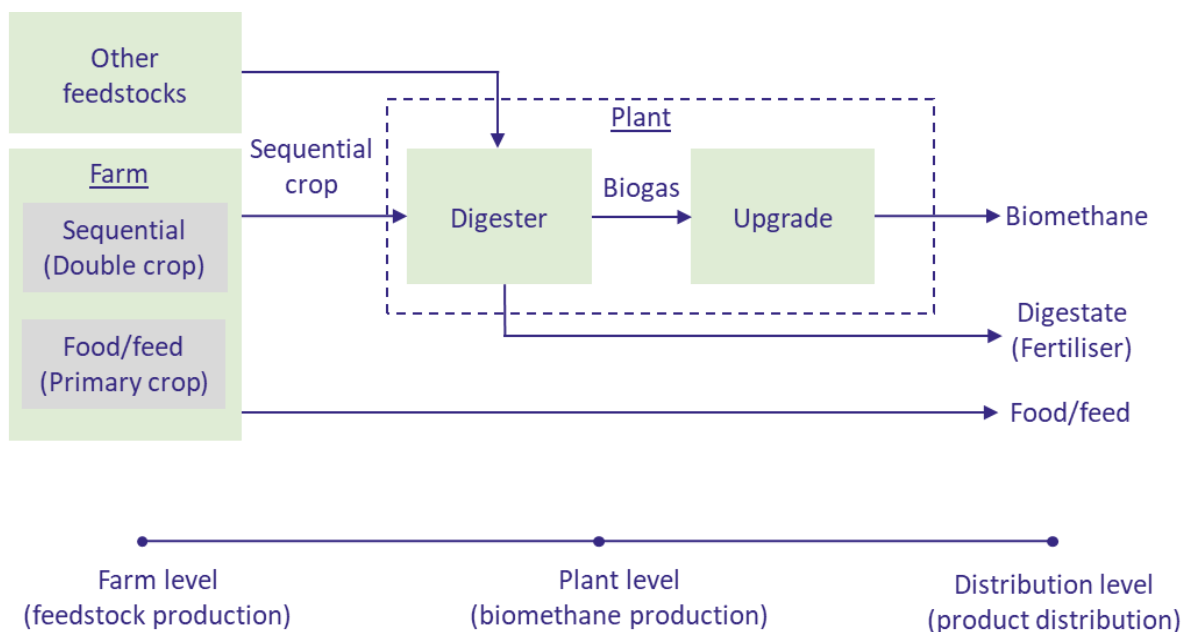 Other
feedstocks
Farm
Sequential
(Double crop)
Food/feed
(Primary crop)
Sequential
crop
Plant
Digester
Biogas
Upgrade
Biomethane
Digestate
(Fertiliser)
Food/feed
Farm level
(feedstock production)
Plant level
(biomethane production)
Distribution level
(product distribution)